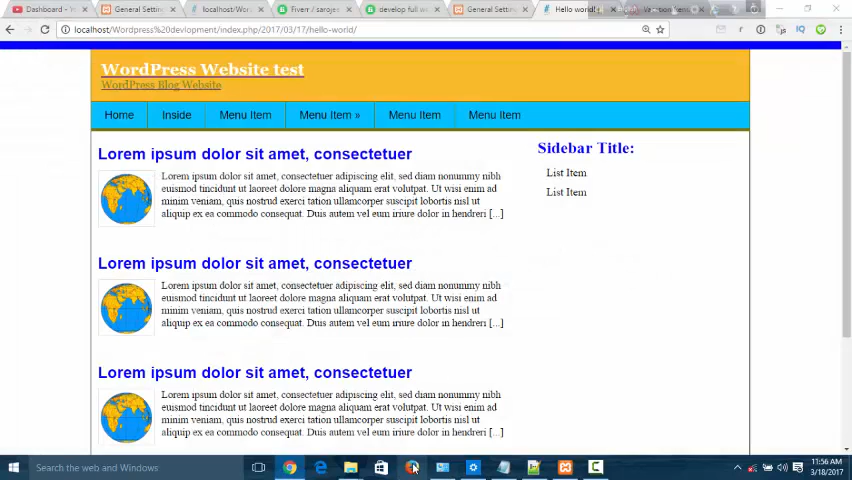 Dashboard ‹
General Setting
localhost/Wor
Fiverr / sarojen
develop full w
General Setting
Hello world!
localhost/Wordpress%20devlopment/index.php/2017/03/17/hello-world/
WordPress Website test
WordPress Blog Website
Home Inside Menu Item Menu Item » Menu Item Menu Item
Lorem ipsum dolor sit amet, consectetuer
Lorem ipsum dolor sit amet, consectetuer adipiscing elit, sed diam nonummy nibh
euismod tincidunt ut laoreet dolore magna aliquam erat volutpat. Ut wisi enim ad
minim veniam, quis nostrud exerci tation ullamcorper suscipit lobortis nisl ut
aliquip ex ea commodo consequat. Duis autem vel eum iriure dolor in hendreri [...]
Sidebar Title:
List Item
List Item
Lorem ipsum dolor sit amet, consectetuer
Lorem ipsum dolor sit amet, consectetuer adipiscing elit, sed diam nonummy nibh
euismod tincidunt ut laoreet dolore magna aliquam erat volutpat. Ut wisi enim ad
minim veniam, quis nostrud exerci tation ullamcorper suscipit lobortis nisl ut
aliquip ex ea commodo consequat. Duis autem vel eum iriure dolor in hendreri [...]
Lorem ipsum dolor sit amet, consectetuer
Lorem ipsum dolor sit amet, consectetuer adipiscing elit, sed diam nonummy nibh
euismod tincidunt ut laoreet dolore magna aliquam erat volutpat. Ut wisi enim ad
minim veniam, quis nostrud exerci tation ullamcorper suscipit lobortis nisl ut
aliquip ex ea commodo consequat. Duis autem vel eum iriure dolor in hendreri [...]
Search the web and Windows
11:56 AM
3/18/2017